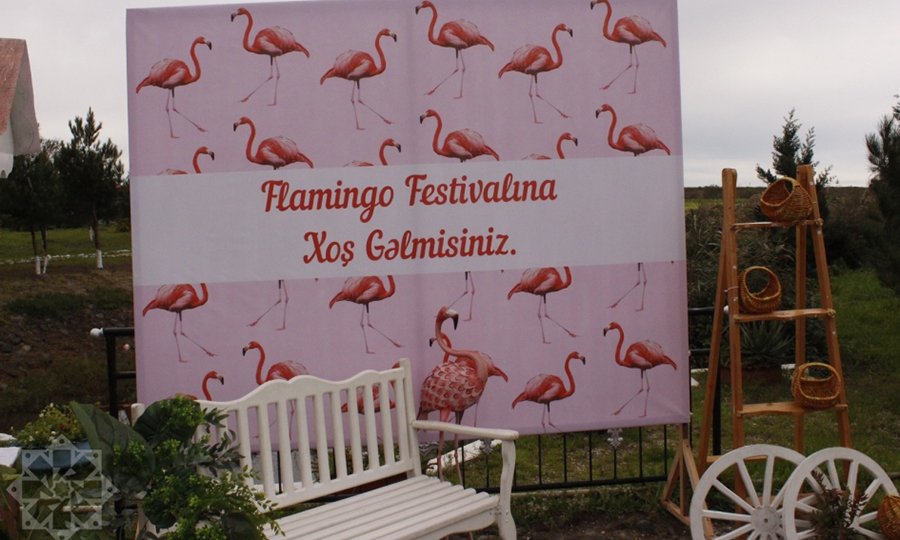 Flamingo Festivalına
Xoş Gəlmisiniz.